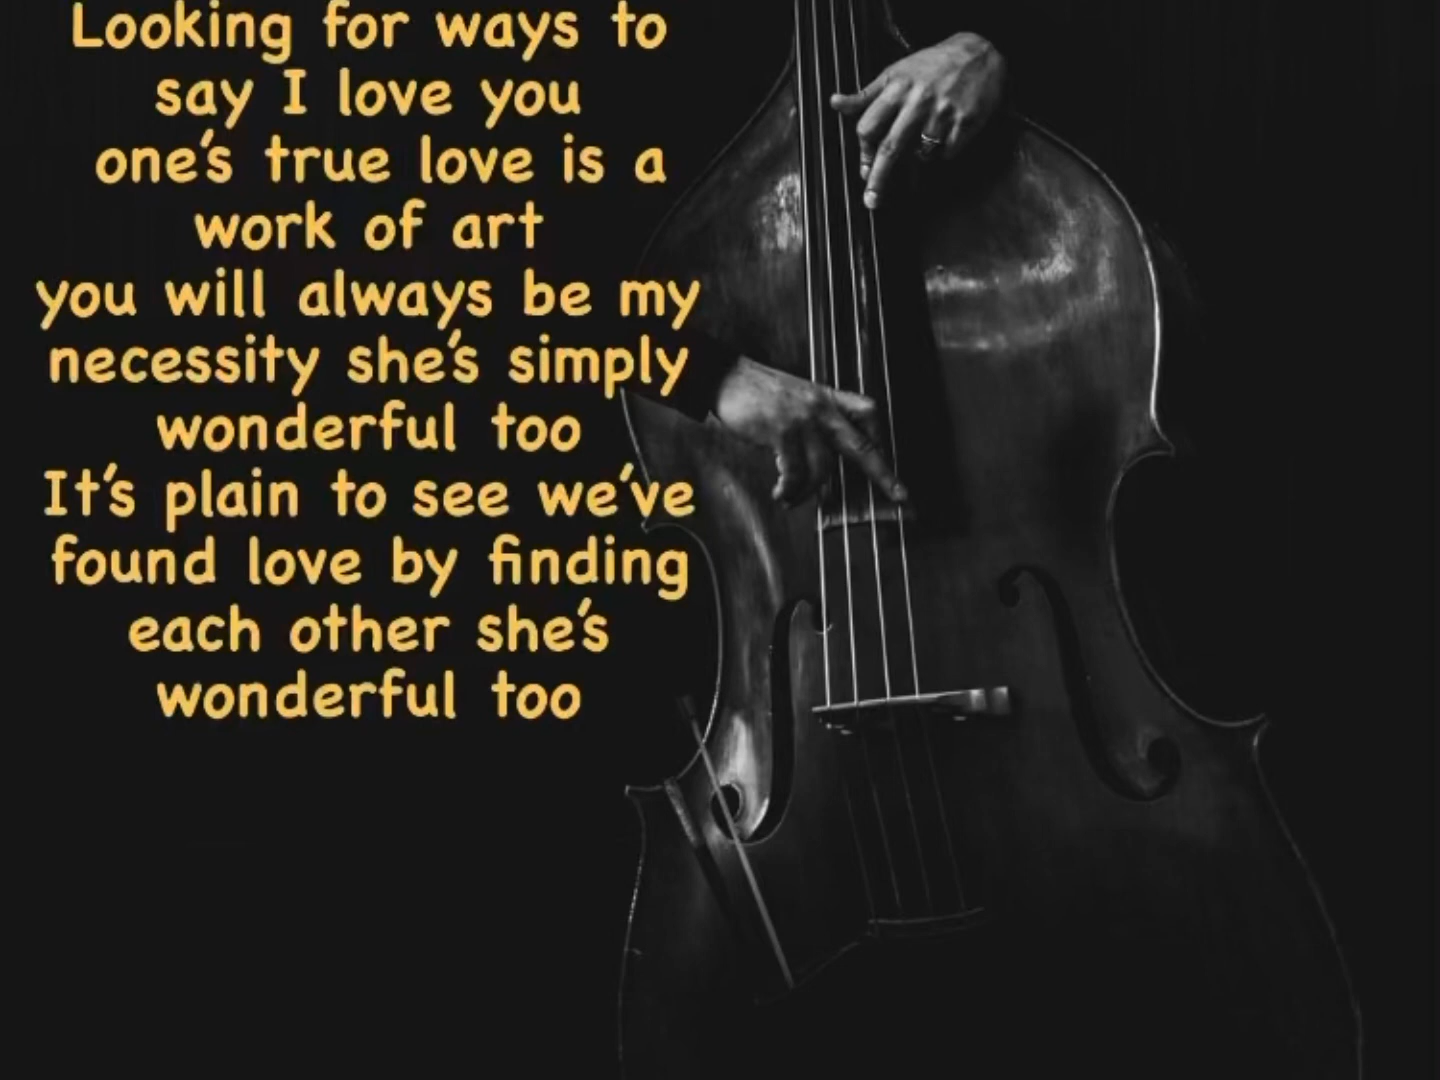 Looking for ways to
say I love you
one's true love is a
work of art
you will always be my
necessity she's simply
wonderful too
It's plain to see we've
found love by finding
each other she's
wonderful too